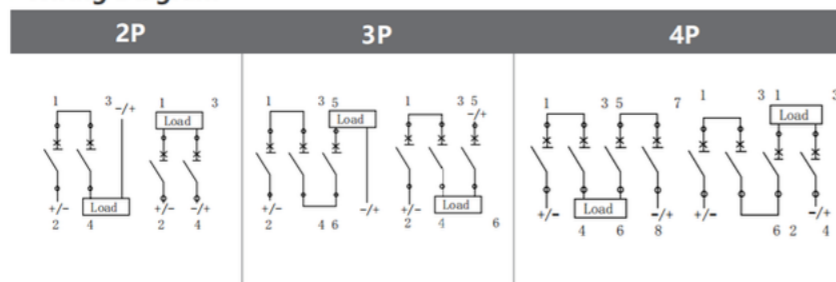 2P 3P 4P
1 3 -/+ 1 3 1 3 5 1 3 5 1 3 5 7 1 3 1
-/+
Load Load Load
+/- Load +/- -/+ +/- -/+ +/- Load +/- Load -/+ +/- -/+
2 4 2 4 2 4 6 2 4 6 2 4 6 8 6 2 4